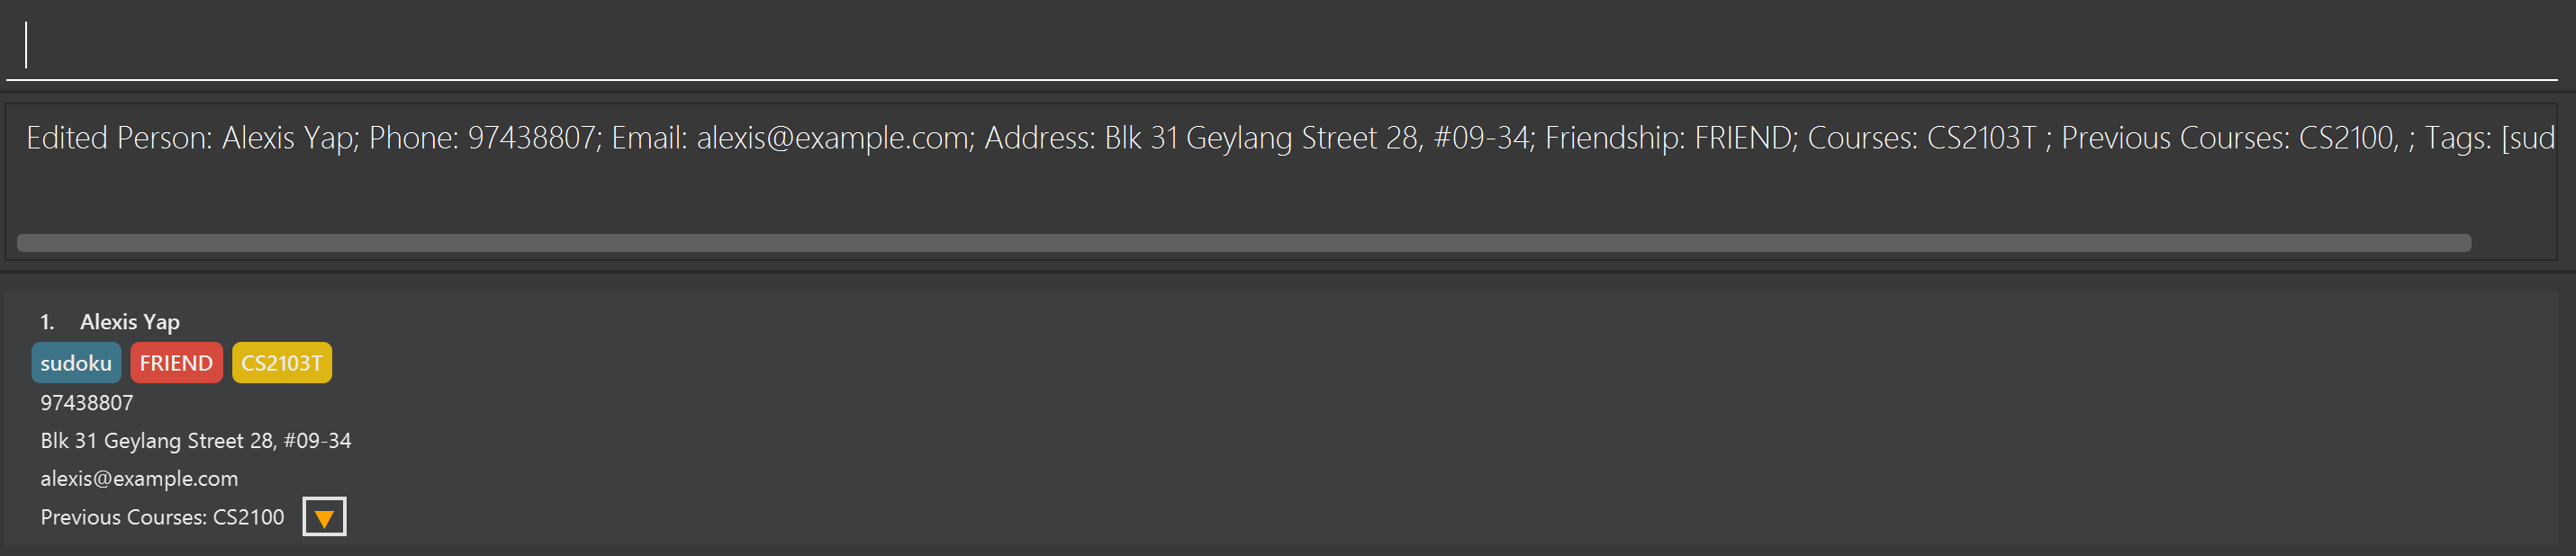 Edited Person: Alexis Yap; Phone: 97438807; Email: alexis@example.com; Address: Blk 31 Geylang Street 28, #09-34; Friendship: FRIEND; Courses: CS2103T ; Previous Courses: CS2100, ; Tags: [sud
1. Alexis Yap
sudoku FRIEND CS2103T
97438807
Blk 31 Geylang Street 28, #09-34
alexis@example.com
Previous Courses: CS2100